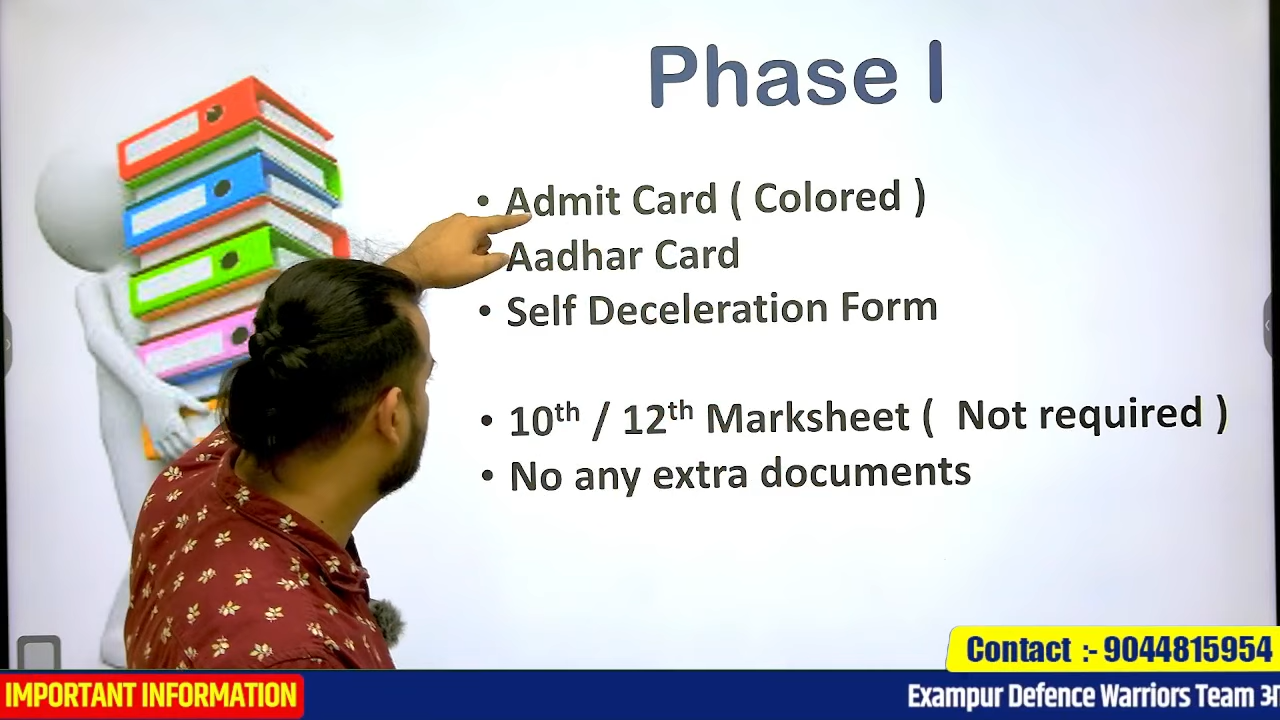 Phase I
• Admit Card ( Colored )
Aadhar Card
• Self Deceleration Form
• 10th / 12th Marksheet ( Not required )
• No any extra documents
Contact :- 9044815954
IMPORTANT INFORMATION
Exampur Defence Warriors Team